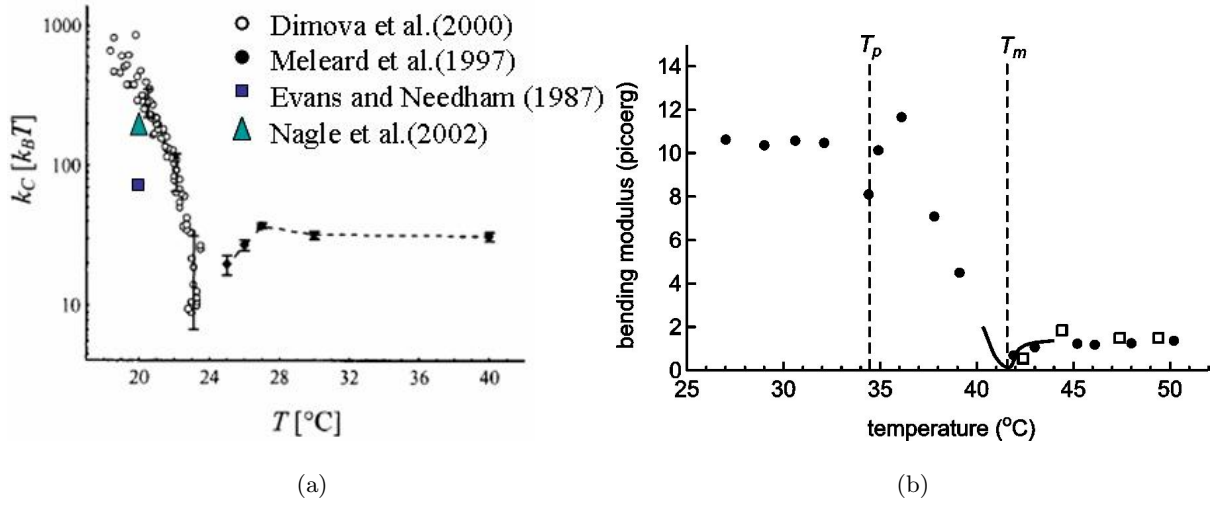 1000
100
10
k_C [k_BT]
Dimova et al.(2000)
Meleard et al.(1997)
Evans and Needham (1987)
Nagle et al.(2002)
20 24 28 32 36 40
T [°C]
(a)
T_p T_m
14
12
10
8
6
4
2
0
bending modulus (picoerg)
25 30 35 40 45 50
temperature (°C)
(b)